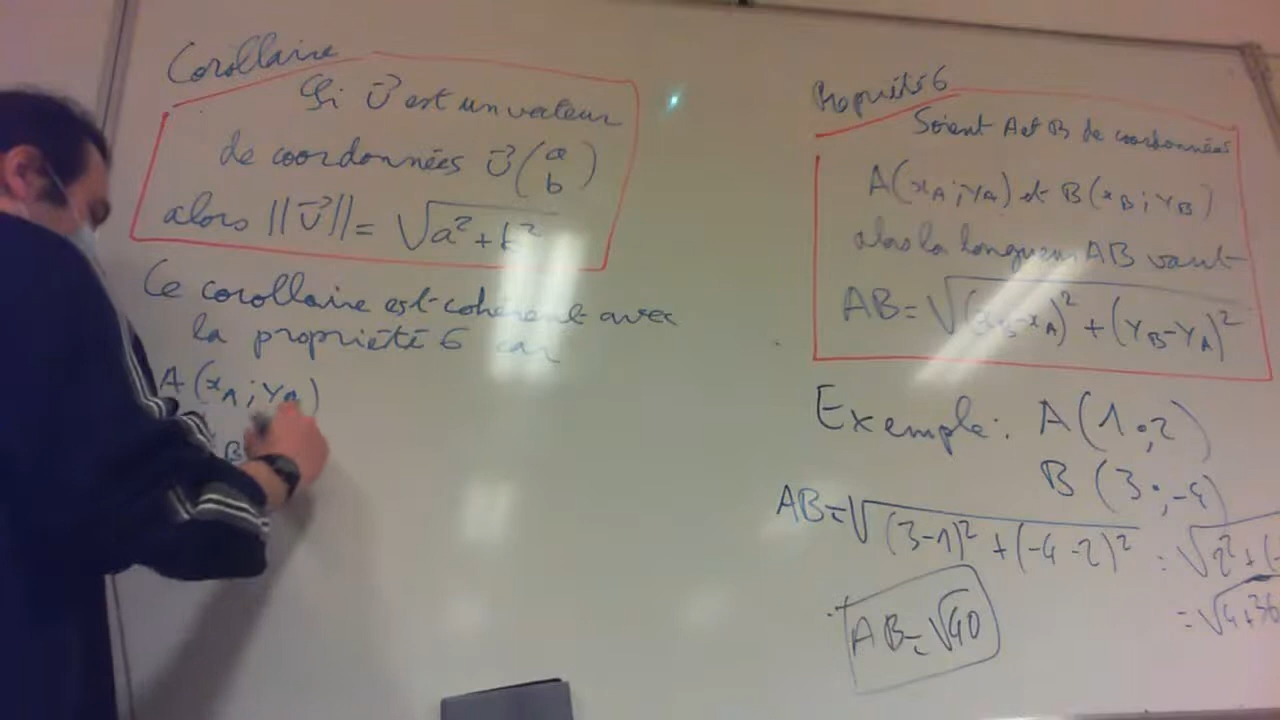 Corollaire
Si U⃗ est un vecteur
de coordonnées U⃗ (a
b)
alors ||U⃗|| = √(a² + b²)
Ce corollaire est cohérent avec
la propriété 6 car
A (xA ; yA)
B
Propriété 6
Soient A et B de coordonnées
A(xA ; yA) et B(xB ; yB)
alors la longueur AB vaut
AB = √((xB - xA)² + (yB - yA)²)
Exemple : A (1 ; 2)
B (3 ; -4)
AB = √((3-1)² + (-4-2)²) = √(2² + (-
= √(4+36
AB = √40